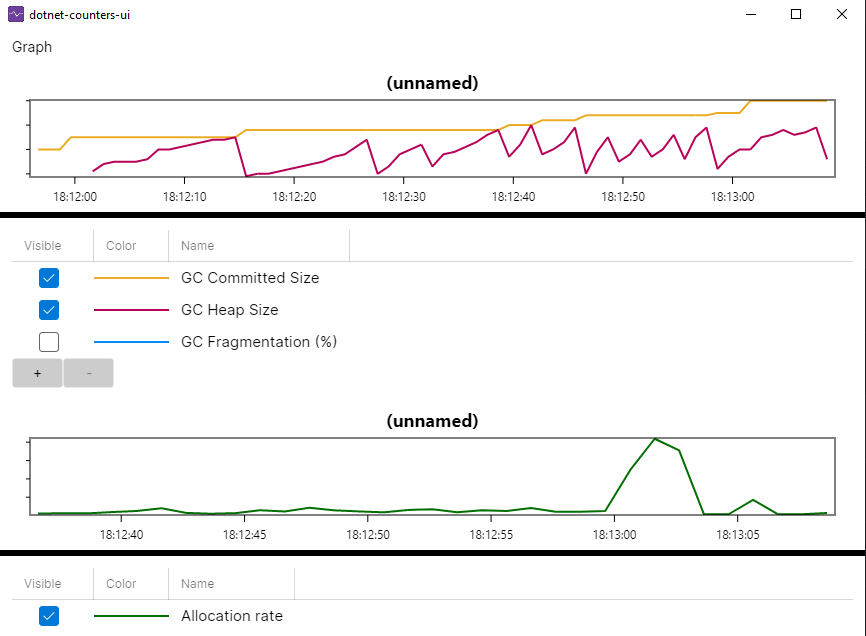 dotnet-counters-ui
Graph
(unnamed)
18:12:00 18:12:10 18:12:20 18:12:30 18:12:40 18:12:50 18:13:00
Visible Color Name
GC Committed Size
GC Heap Size
GC Fragmentation (%)
+ -
(unnamed)
18:12:40 18:12:45 18:12:50 18:12:55 18:13:00 18:13:05
Visible Color Name
Allocation rate